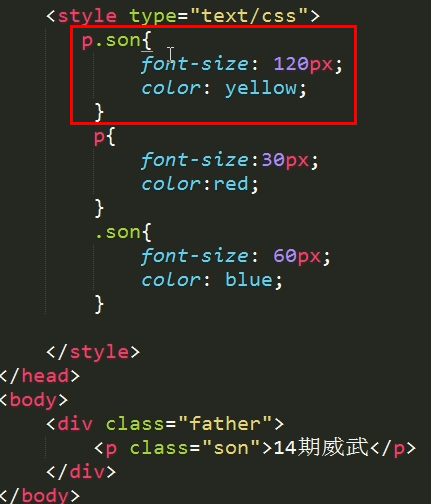 <style type="text/css">
p.son{
font-size: 120px;
color: yellow;
}
p{
font-size:30px;
color:red;
}
.son{
font-size: 60px;
color: blue;
}
</style>
</head>
<body>
<div class="father">
<p class="son">14期威武</p>
</div>
</body>